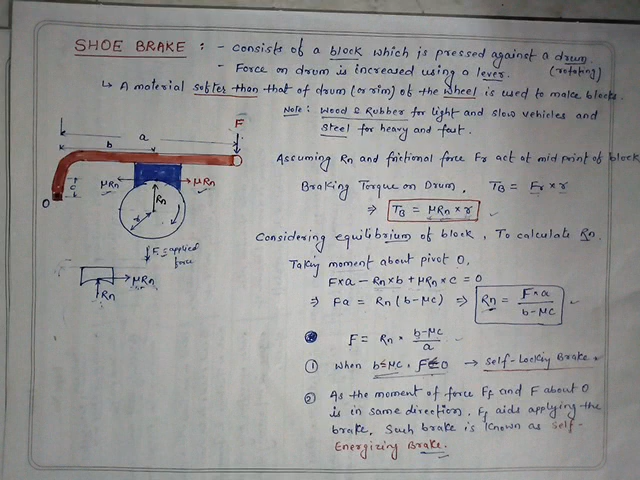 SHOE BRAKE : - consists of a block which is pressed against a drum.
- Force on drum is increased using a lever. (rotating)
↳ A material softer than that of drum (or rim) of the wheel is used to make blocks.
Note: Wood & Rubber for light and slow vehicles and
Steel for heavy and fast.
a
F
b
c
O
μRn
μRn
Rn
r
F is applied
force
μRn
Rn
Assuming Rn and frictional force Fr act at mid point of block
Braking Torque on Drum, TB = Fr × r
⇒ TB = μRn × r
Considering equilibrium of block, To calculate Rn.
Taking moment about pivot O,
F×a - Rn×b + μRn×c = 0
⇒ Fa = Rn (b-μc) ⇒ Rn = F×a / b-μc
F = Rn × b-μc / a
① When b≤μc, F≤0 → Self-Locking Brake.
② As the moment of force Ff and F about O
is in same direction, Ff aids applying the
brake. Such brake is known as Self-
Energizing Brake.